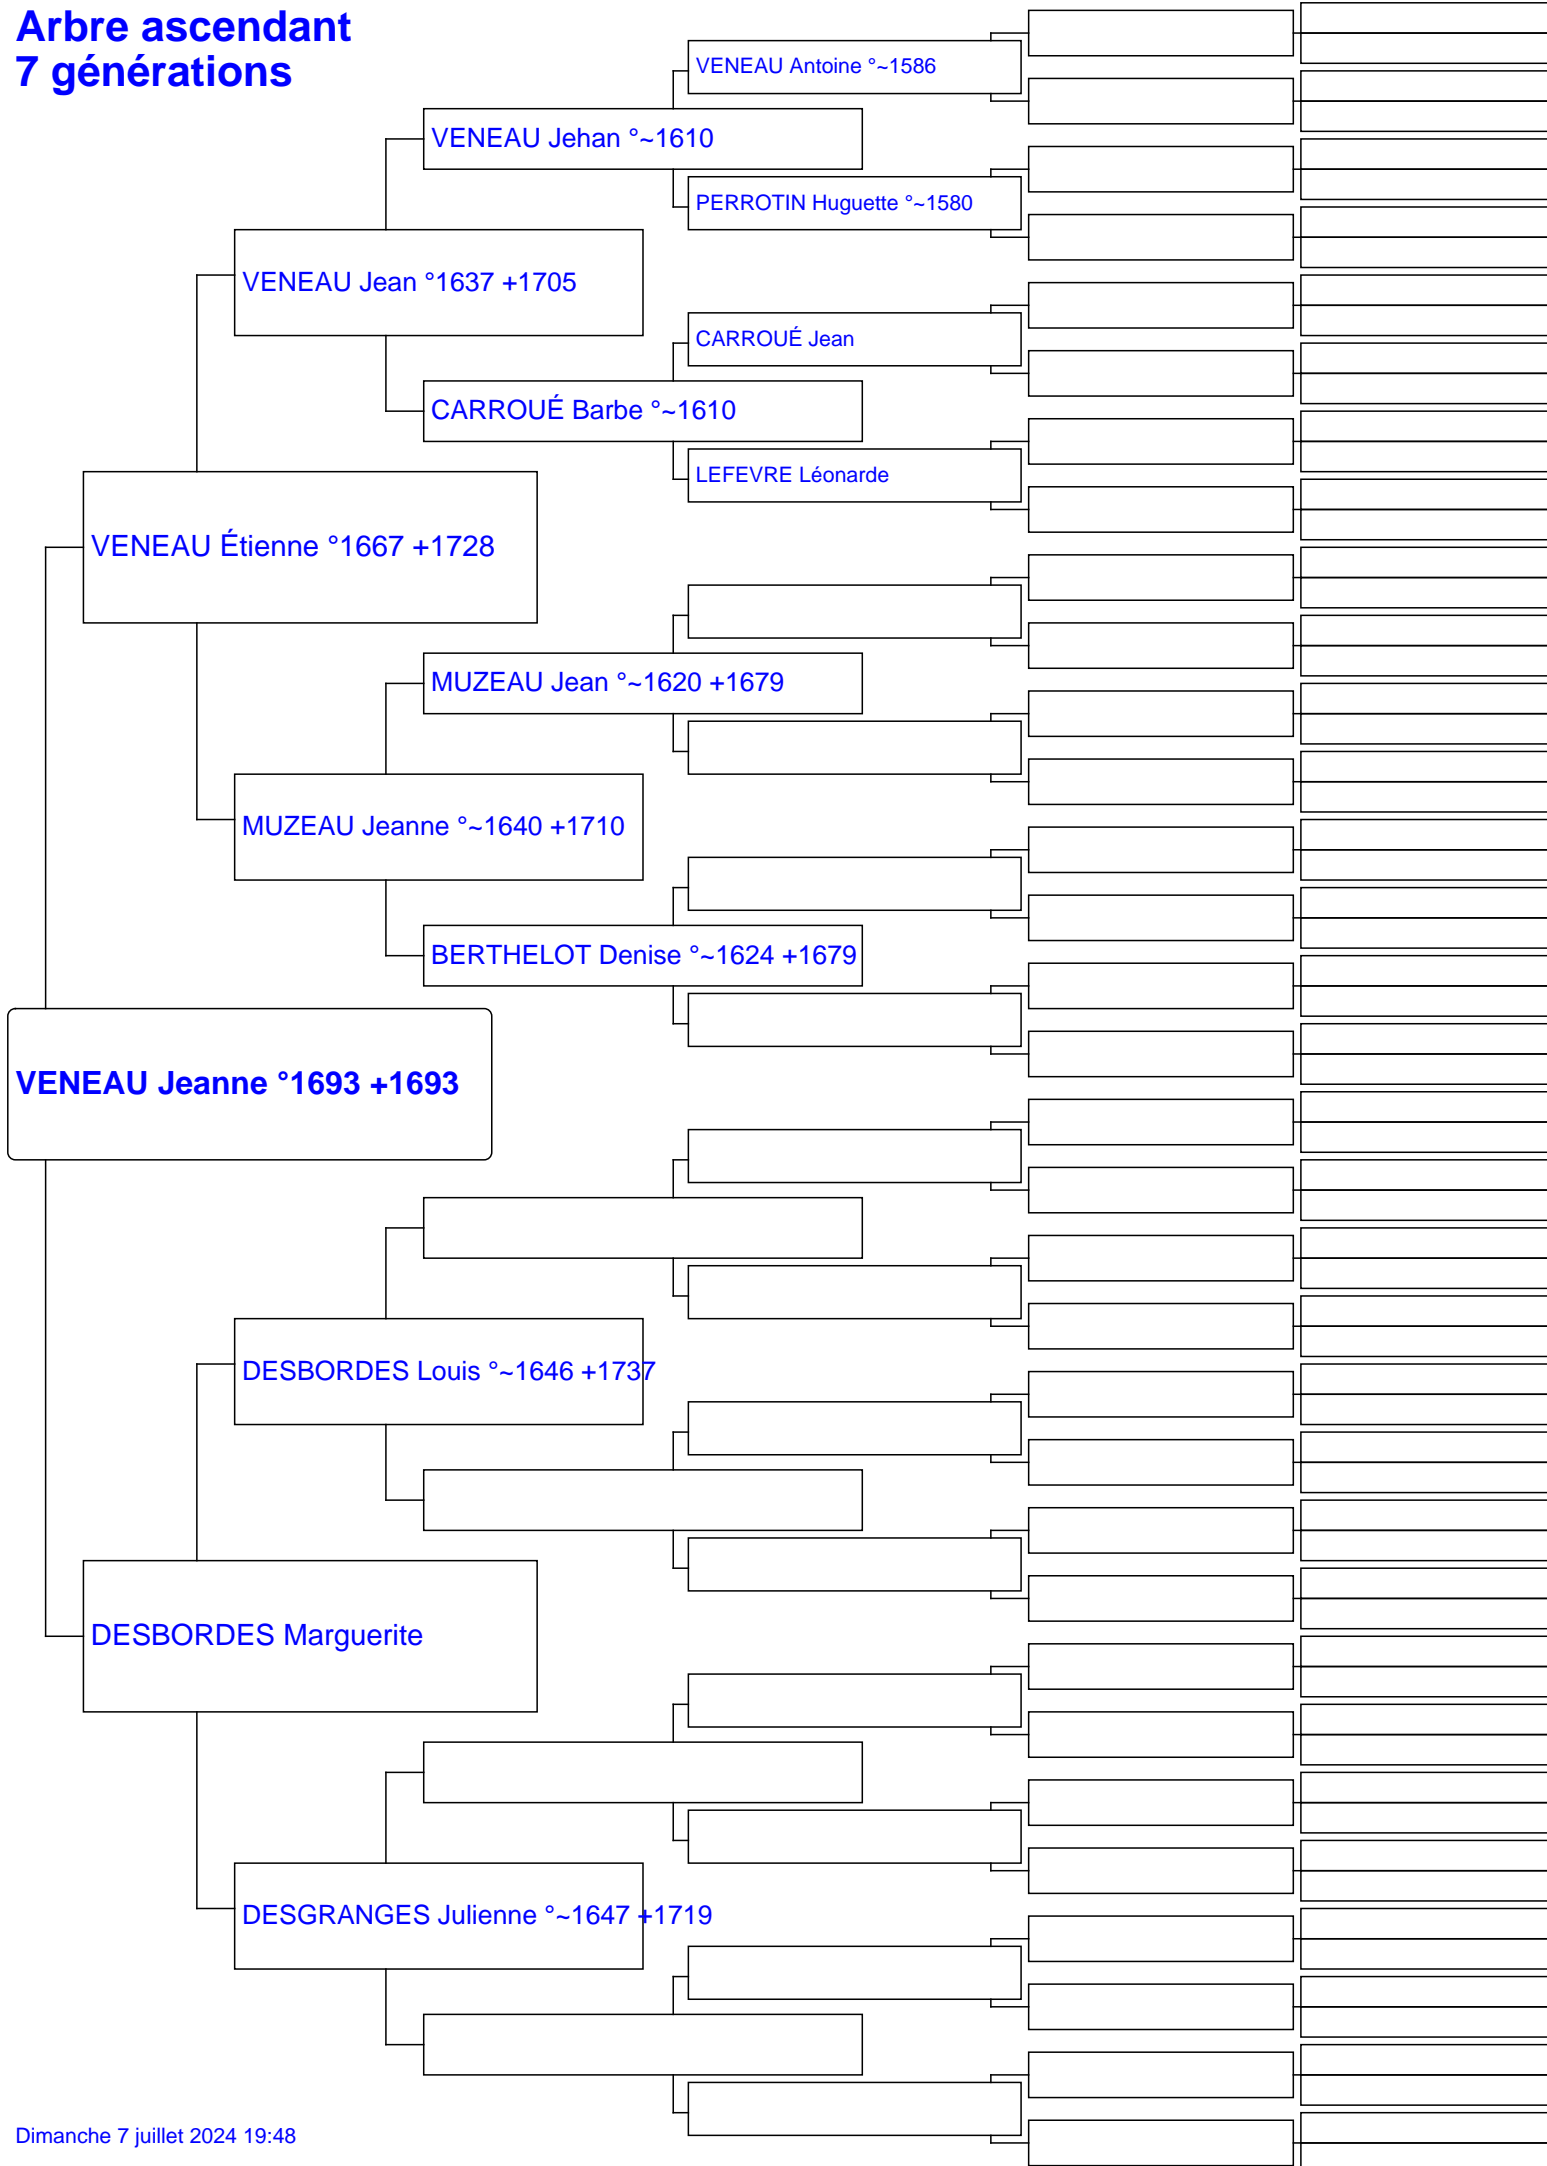 Arbre ascendant
7 générations
VENEAU Antoine °~1586
VENEAU Jehan °~1610
PERROTIN Huguette °~1580
VENEAU Jean °1637 +1705
CARROUÉ Jean
CARROUÉ Barbe °~1610
LEFEVRE Léonarde
VENEAU Étienne °1667 +1728
MUZEAU Jean °~1620 +1679
MUZEAU Jeanne °~1640 +1710
BERTHELOT Denise °~1624 +1679
VENEAU Jeanne °1693 +1693
DESBORDES Louis °~1646 +1737
DESBORDES Marguerite
DESGRANGES Julienne °~1647 +1719
Dimanche 7 juillet 2024 19:48